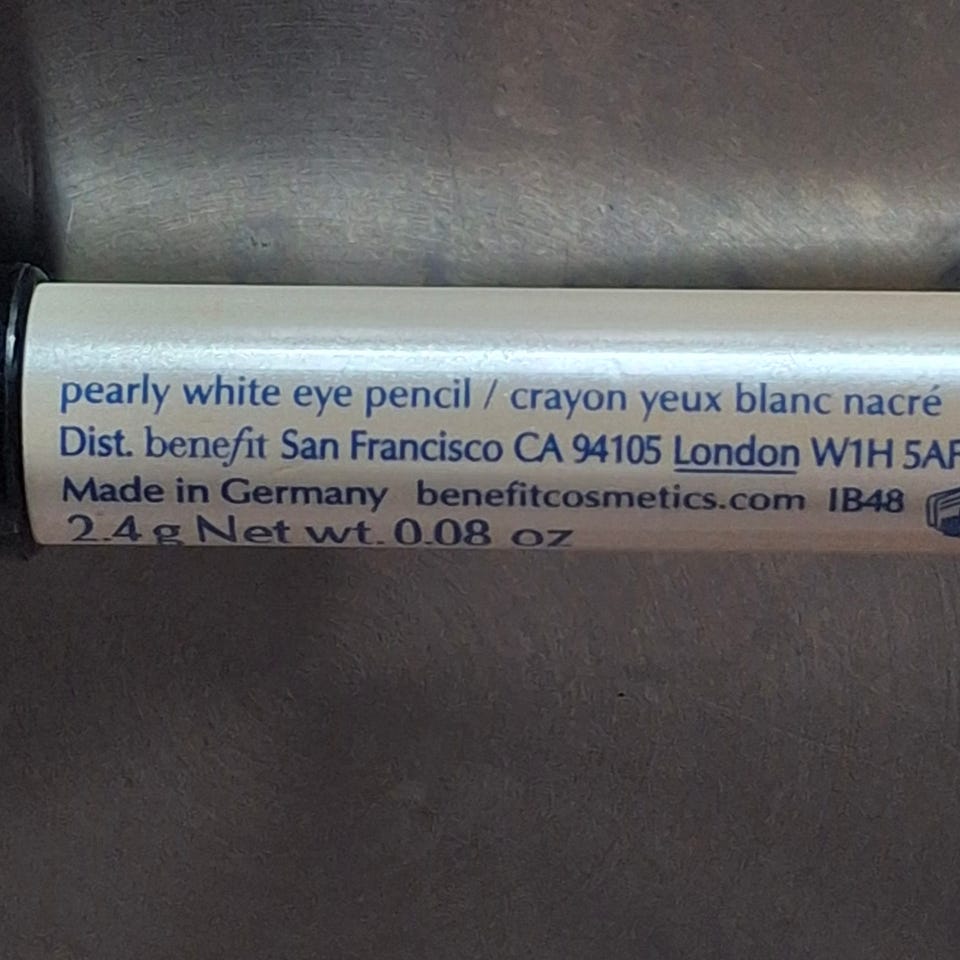 pearly white eye pencil / crayon yeux blanc nacré
Dist. benefit San Francisco CA 94105 London W1H 5AF
Made in Germany benefitcosmetics.com IB48
2.4 g Net wt. 0.08 oz